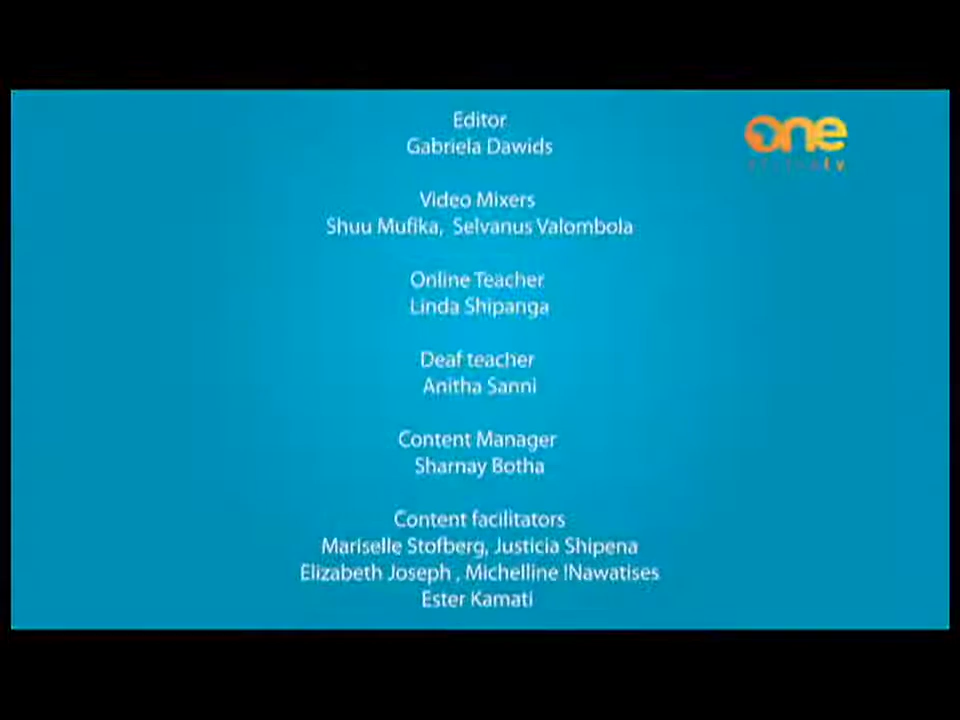 Editor
Gabriela Dawids
one
tv
Video Mixers
Shuu Mufika, Selvanus Valombola
Online Teacher
Linda Shipanga
Deaf teacher
Anitha Sanni
Content Manager
Sharnay Botha
Content facilitators
Mariselle Stofberg, Justicia Shipena
Elizabeth Joseph , Michelline !Nawatises
Ester Kamati